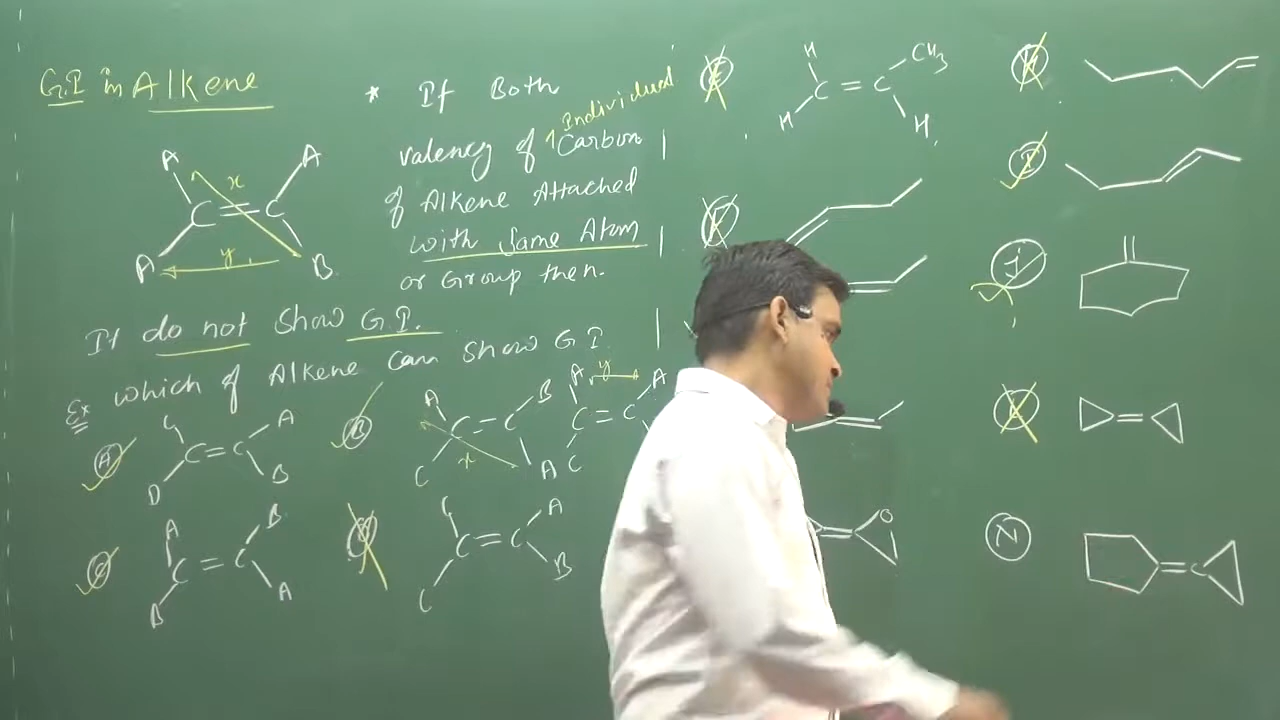 G.I in Alkene
* If Both
Individual
valency of Carbon
of Alkene Attached
with same Atom
or Group then.
It do not show G.I.
Ex which of Alkene can show G.I
A A
x
C = C
y
A B
A
C A
C = C
D B
B
A B
C = C
x
C A
A y A
C = C
C
C
A B
C = C
B A
C A
C = C
C B
E
H CH3
C = C
H H
F
H
I
J
O
N
C